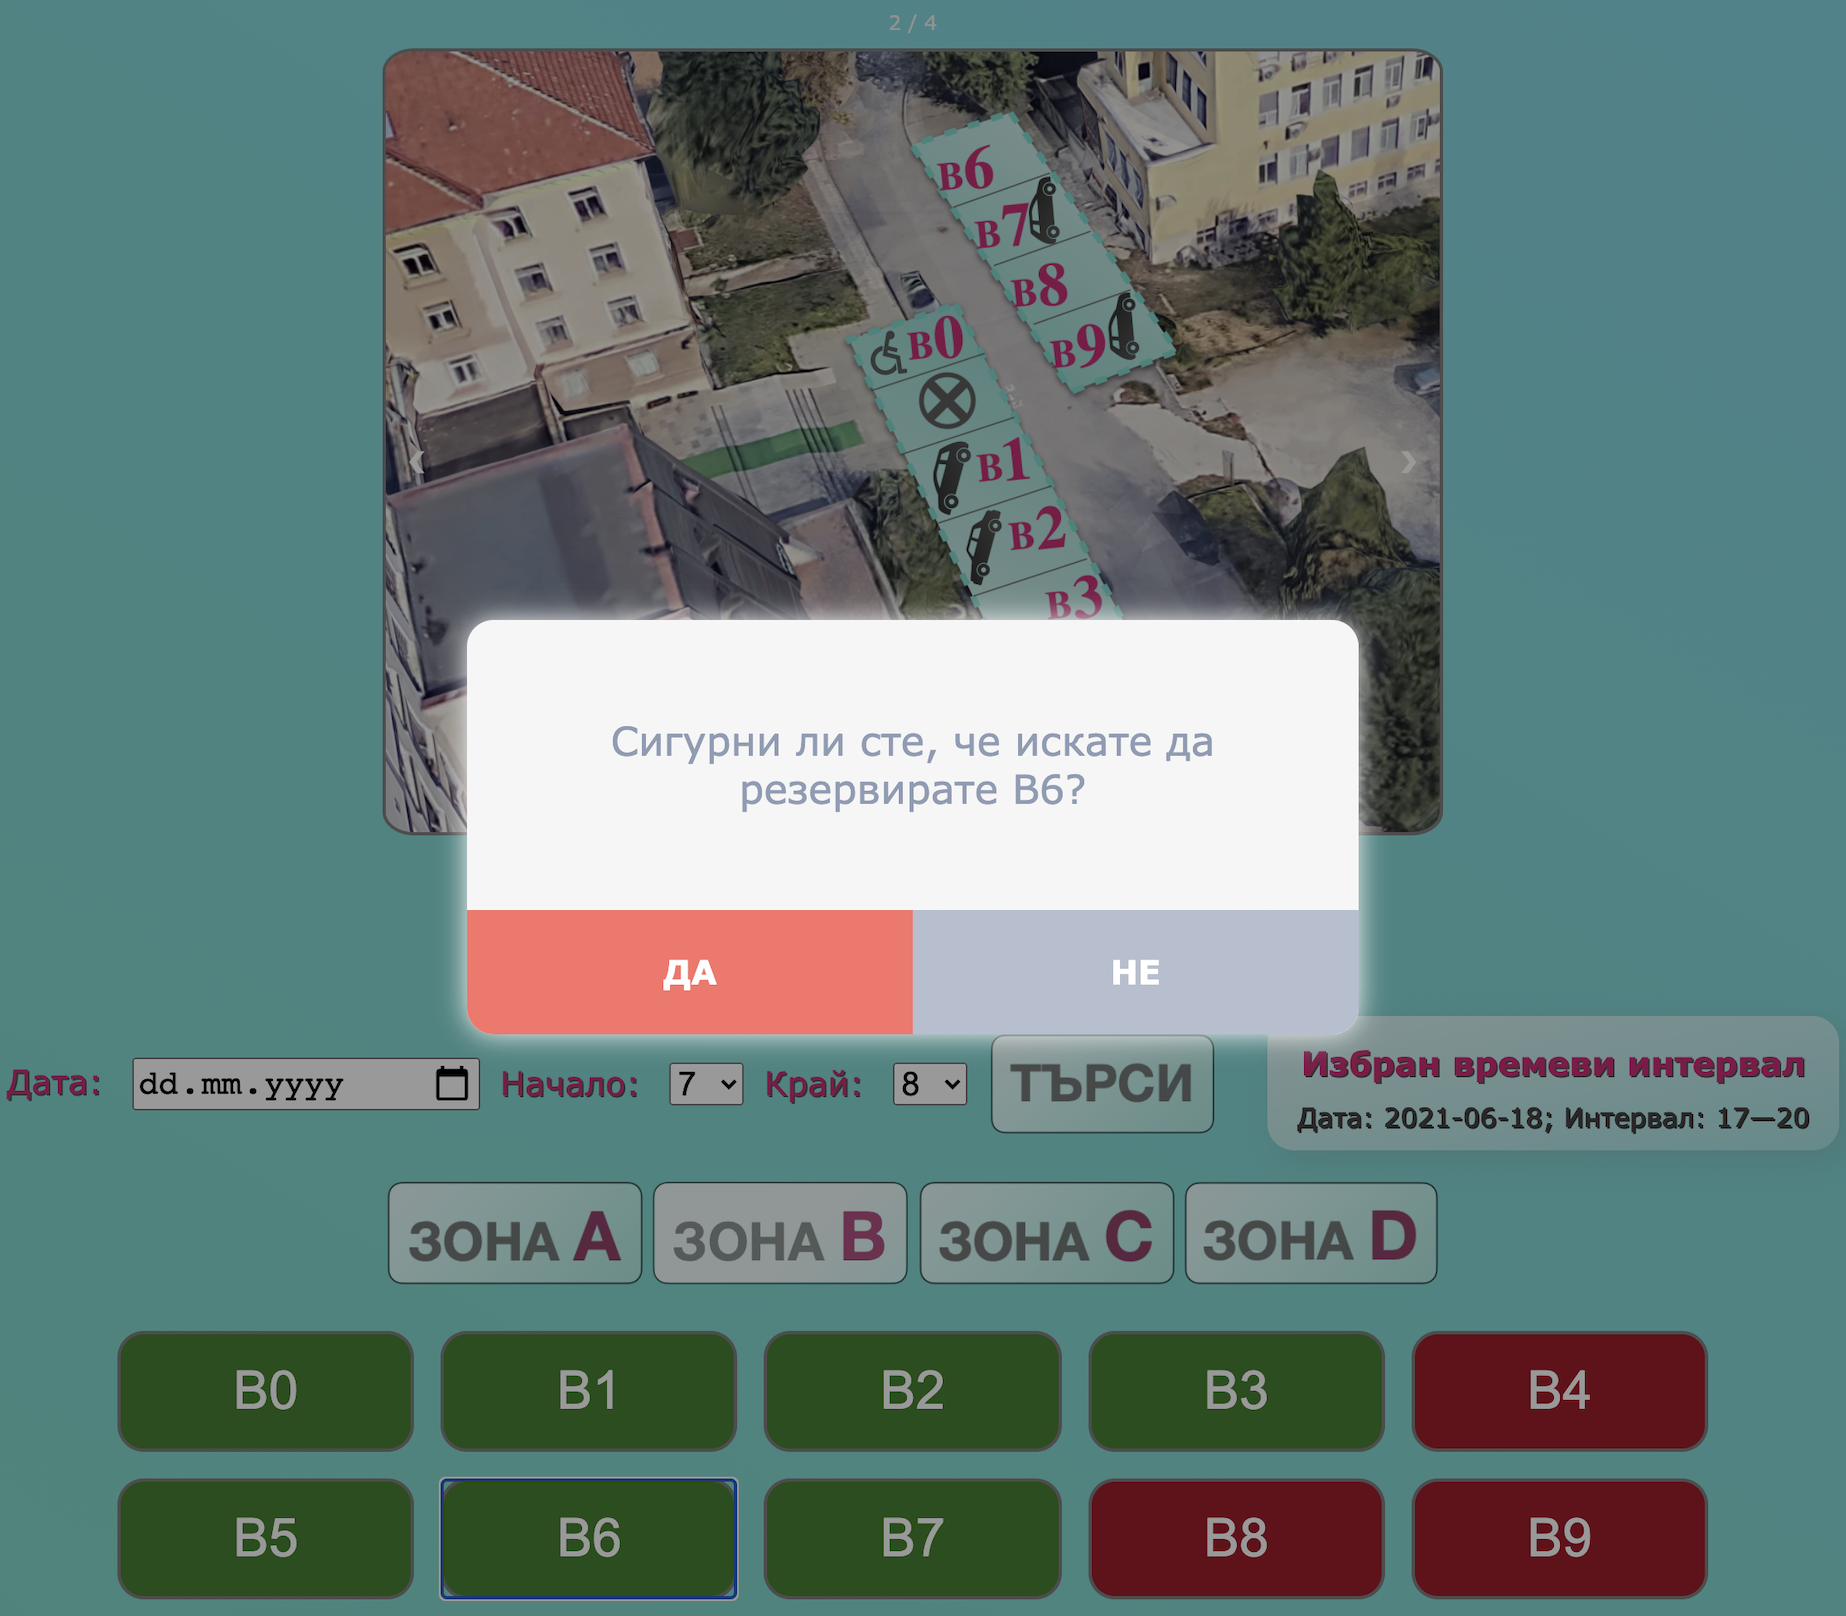 2 / 4
B6
B7
B8
B9
B0
B1
B2
B3
Сигурни ли сте, че искате да
резервирате B6?
ДА
НЕ
Дата:
dd.mm.yyyy
Начало:
7
Край:
8
ТЪРСИ
Избран времеви интервал
Дата: 2021-06-18; Интервал: 17—20
ЗОНА A
ЗОНА B
ЗОНА C
ЗОНА D
B0
B1
B2
B3
B4
B5
B6
B7
B8
B9